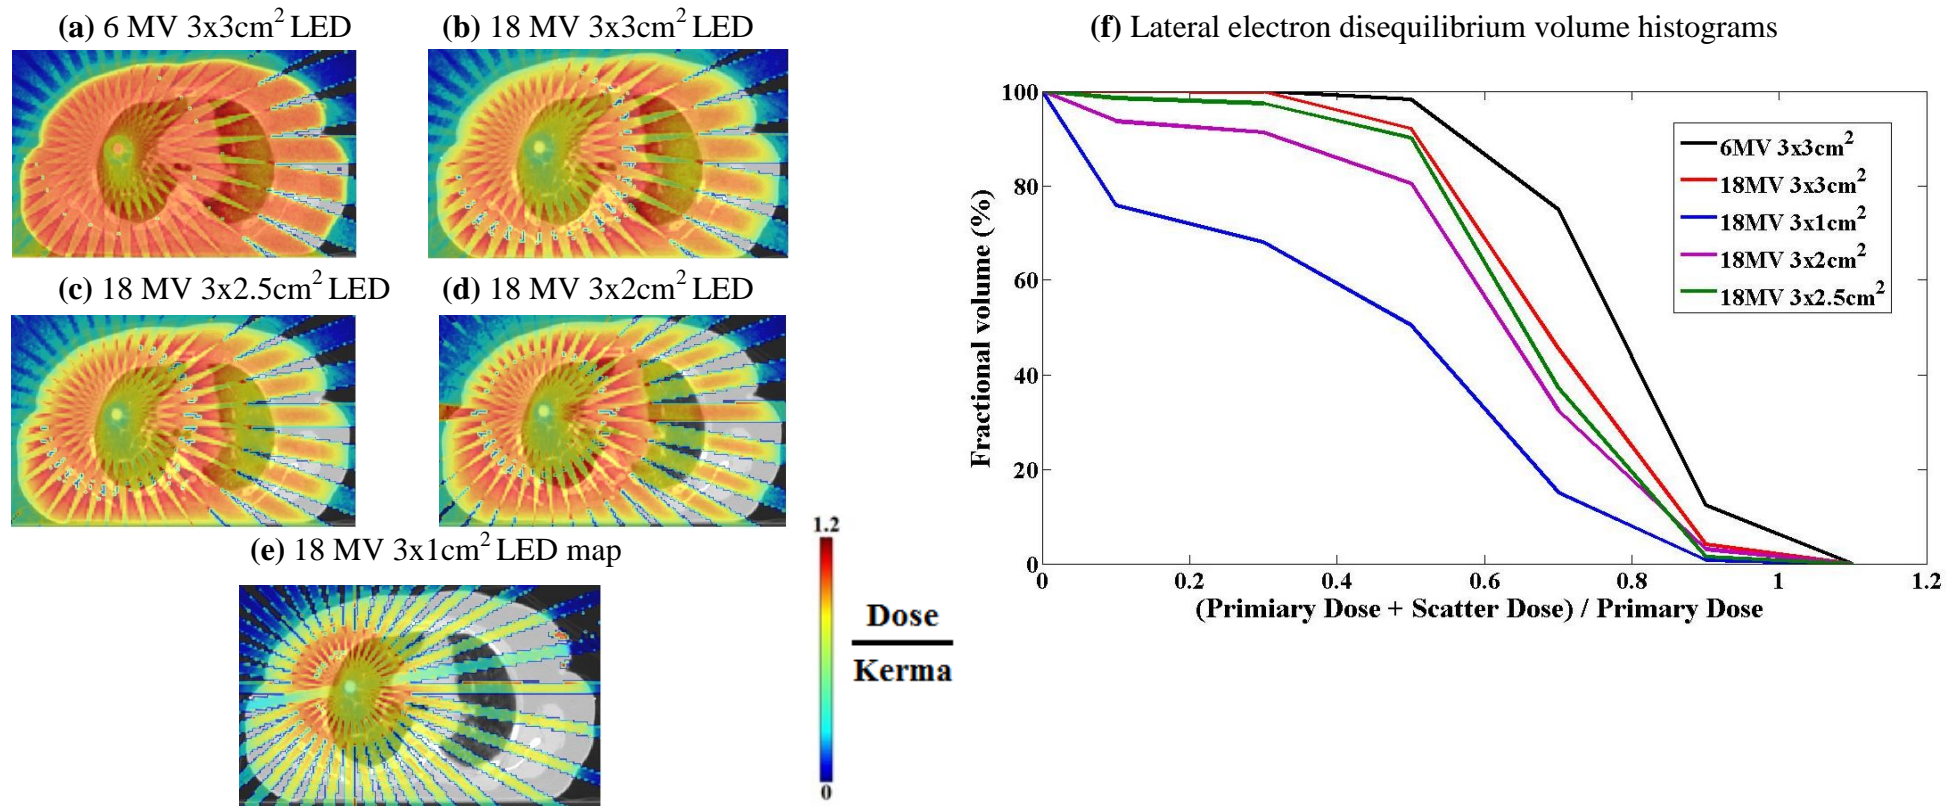 (a) 6 MV 3x3cm² LED
(b) 18 MV 3x3cm² LED
(c) 18 MV 3x2.5cm² LED
(d) 18 MV 3x2cm² LED
(e) 18 MV 3x1cm² LED map
1.2
0
Dose
Kerma
(f) Lateral electron disequilibrium volume histograms
100
80
60
40
20
0
Fractional volume (%)
0
0.2
0.4
0.6
0.8
1
1.2
(Primiary Dose + Scatter Dose) / Primary Dose
6MV 3x3cm²
18MV 3x3cm²
18MV 3x1cm²
18MV 3x2cm²
18MV 3x2.5cm²